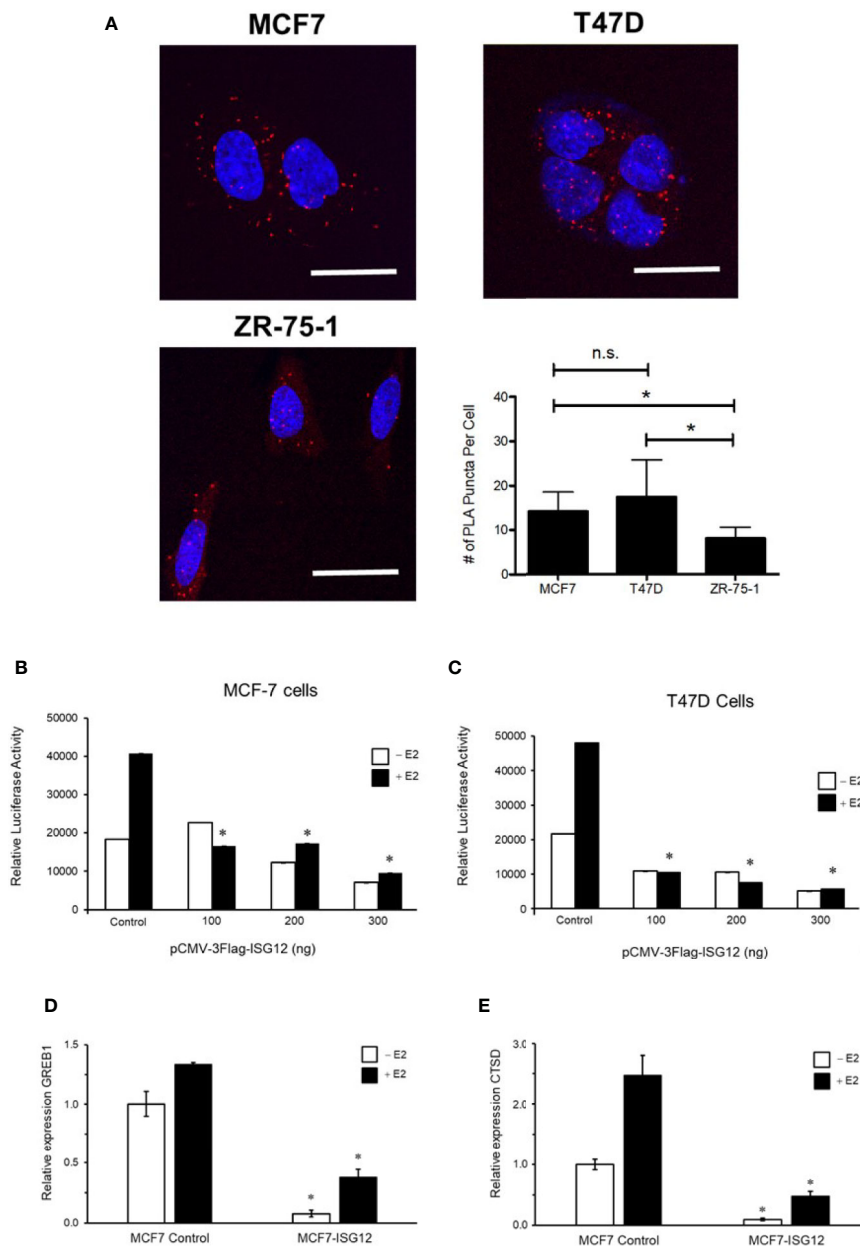 A
MCF7
T47D
ZR-75-1
n.s.
*
*
# of PLA Puncta Per Cell
40
30
20
10
0
MCF7 T47D ZR-75-1
B
MCF-7 cells
Relative Luciferase Activity
50000
40000
30000
20000
10000
0
- E2
+ E2
* * *
Control 100 200 300
pCMV-3Flag-ISG12 (ng)
C
T47D Cells
Relative Luciferase Activity
50000
40000
30000
20000
10000
0
- E2
+ E2
* * *
Control 100 200 300
pCMV-3Flag-ISG12 (ng)
D
Relative expression GREB1
1.5
1.0
0.5
0.0
- E2
+ E2
* *
MCF7 Control MCF7-ISG12
E
Relative expression CTSD
3.0
2.0
1.0
0.0
- E2
+ E2
* *
MCF7 Control MCF7-ISG12